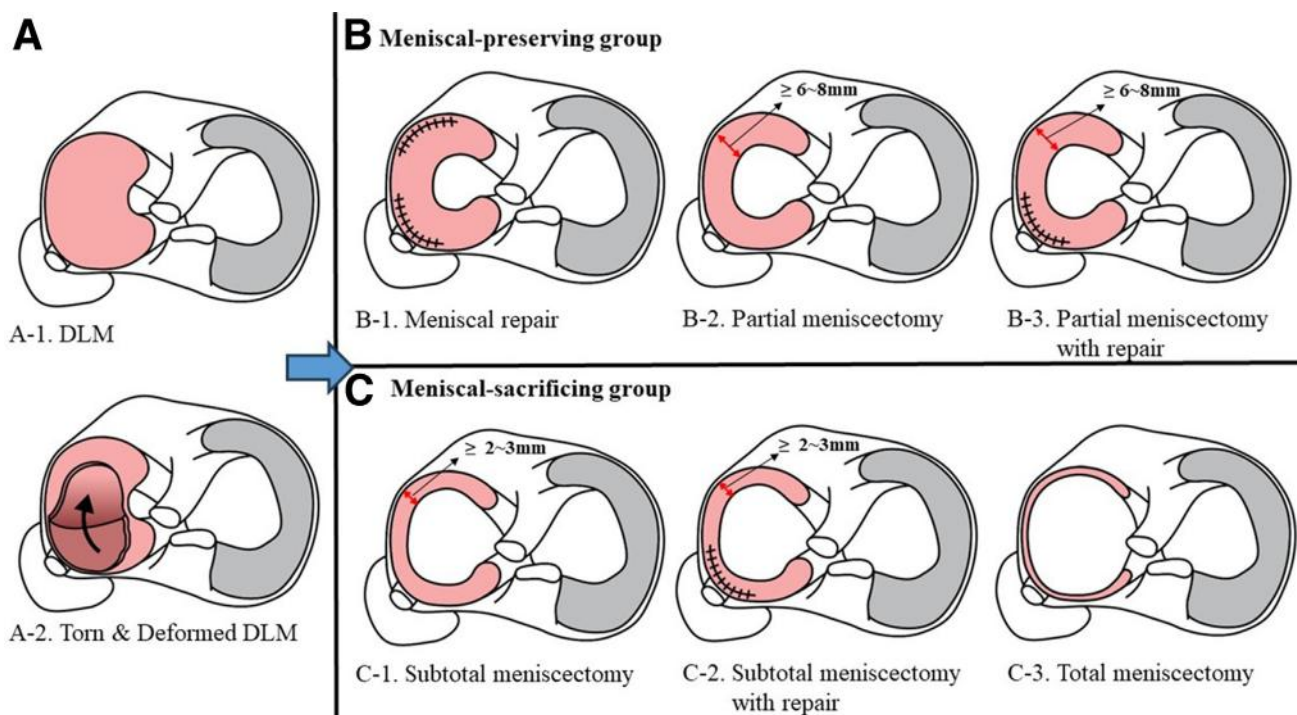 A
A-1. DLM
A-2. Torn & Deformed DLM
B Meniscal-preserving group
≥ 6~8mm
≥ 6~8mm
B-1. Meniscal repair
B-2. Partial meniscectomy
B-3. Partial meniscectomy
with repair
C Meniscal-sacrificing group
≥ 2~3mm
≥ 2~3mm
C-1. Subtotal meniscectomy
C-2. Subtotal meniscectomy
with repair
C-3. Total meniscectomy